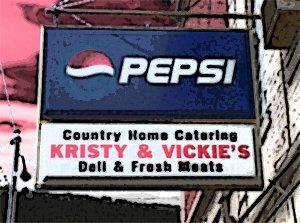 PEPSI
Country Home Catering
KRISTY & VICKIE'S
Deli & Fresh Meats